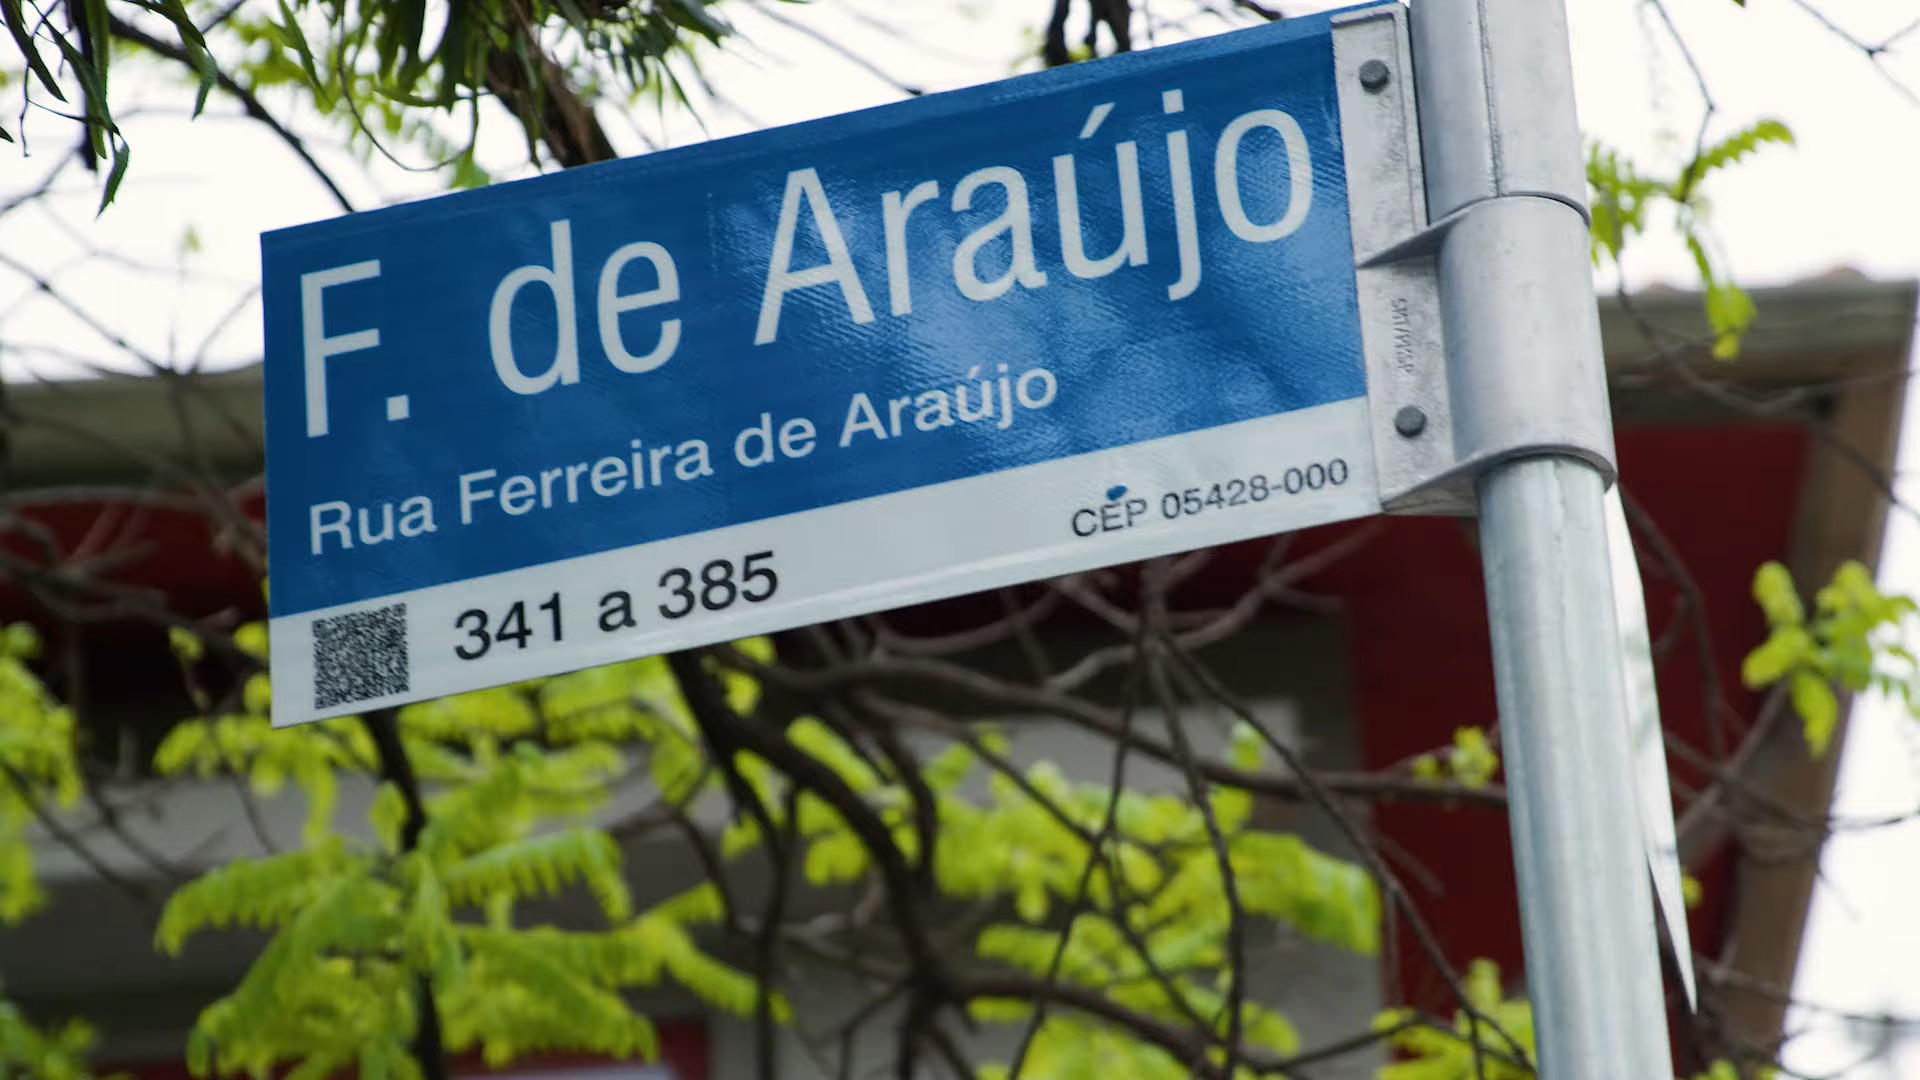 F. de Araújo
Rua Ferreira de Araújo
341 a 385
CEP 05428-000